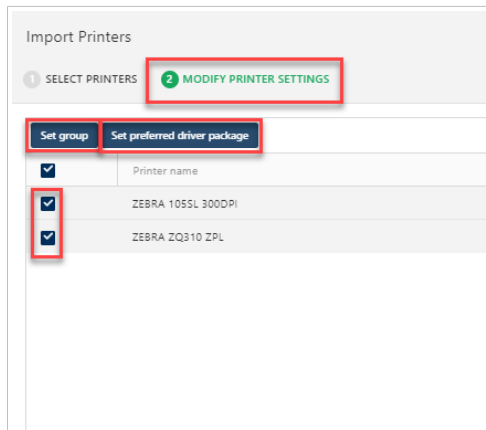 Import Printers
1 SELECT PRINTERS 2 MODIFY PRINTER SETTINGS
Set group Set preferred driver package
Printer name
ZEBRA 105SL 300DPI
ZEBRA ZQ310 ZPL